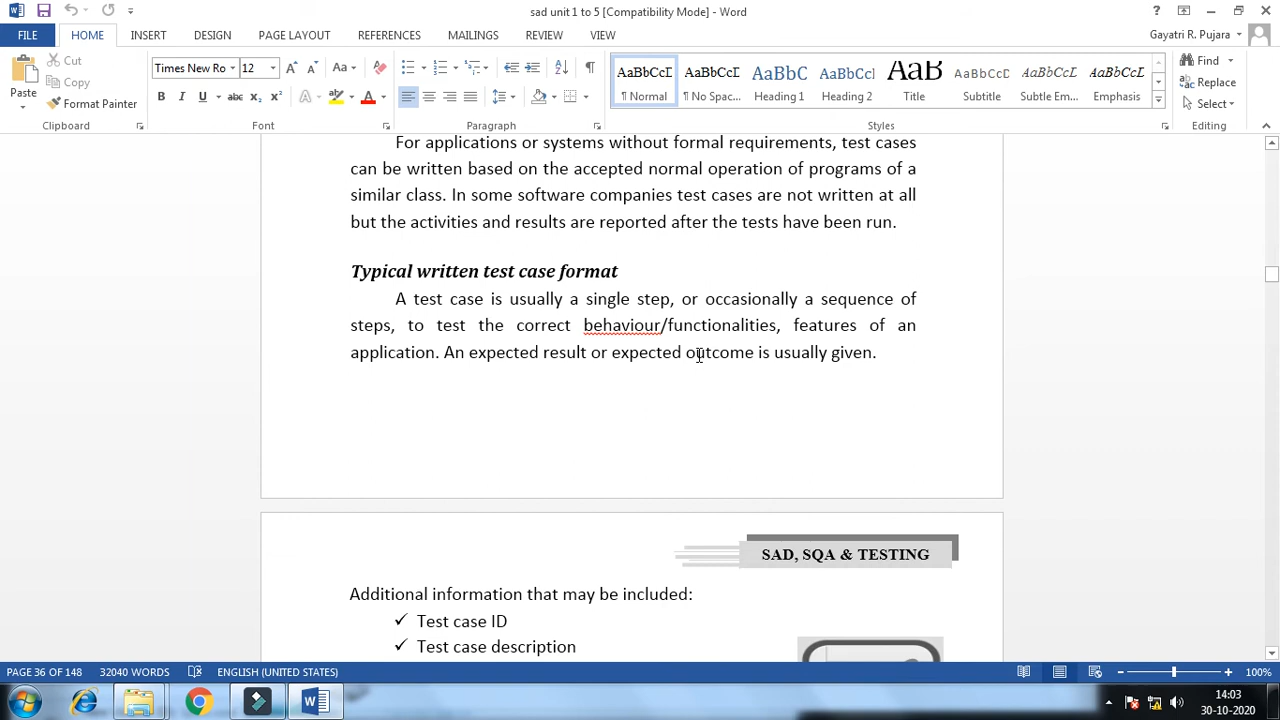 sad unit 1 to 5 [Compatibility Mode] - Word
FILE HOME INSERT DESIGN PAGE LAYOUT REFERENCES MAILINGS REVIEW VIEW Gayatri R. Pujara
Paste
Cut
Copy
Format Painter
Times New Ro 12
AaBbCcI AaBbCcI AaBbC AaBbCcI AaB AaBbCcI AaBbCcI AaBbCcI
¶ Normal ¶ No Spac... Heading 1 Heading 2 Title Subtitle Subtle Em... Emphasis
Find
Replace
Select
Clipboard Font Paragraph Styles Editing
For applications or systems without formal requirements, test cases
can be written based on the accepted normal operation of programs of a
similar class. In some software companies test cases are not written at all
but the activities and results are reported after the tests have been run.
Typical written test case format
A test case is usually a single step, or occasionally a sequence of
steps, to test the correct behaviour/functionalities, features of an
application. An expected result or expected outcome is usually given.
SAD, SQA & TESTING
Additional information that may be included:
✓ Test case ID
✓ Test case description
PAGE 36 OF 148 32040 WORDS ENGLISH (UNITED STATES) 100%
14:03
30-10-2020